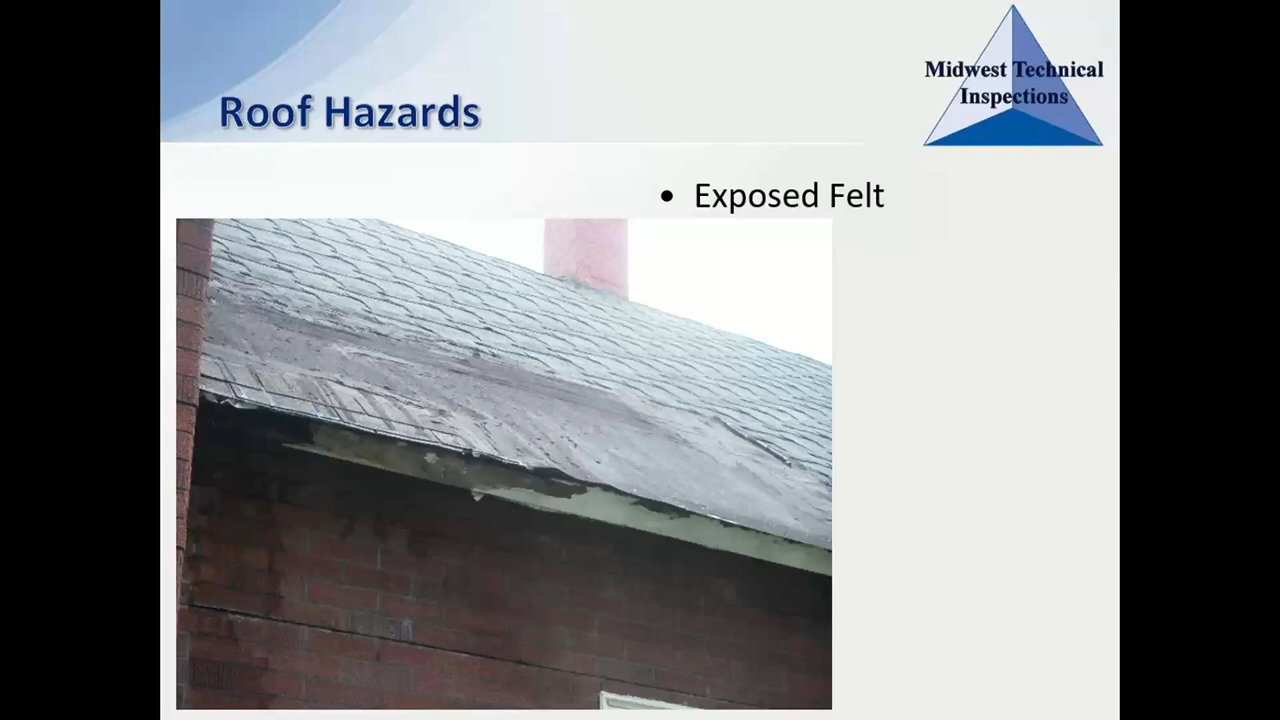 Roof Hazards
Midwest Technical
Inspections
• Exposed Felt